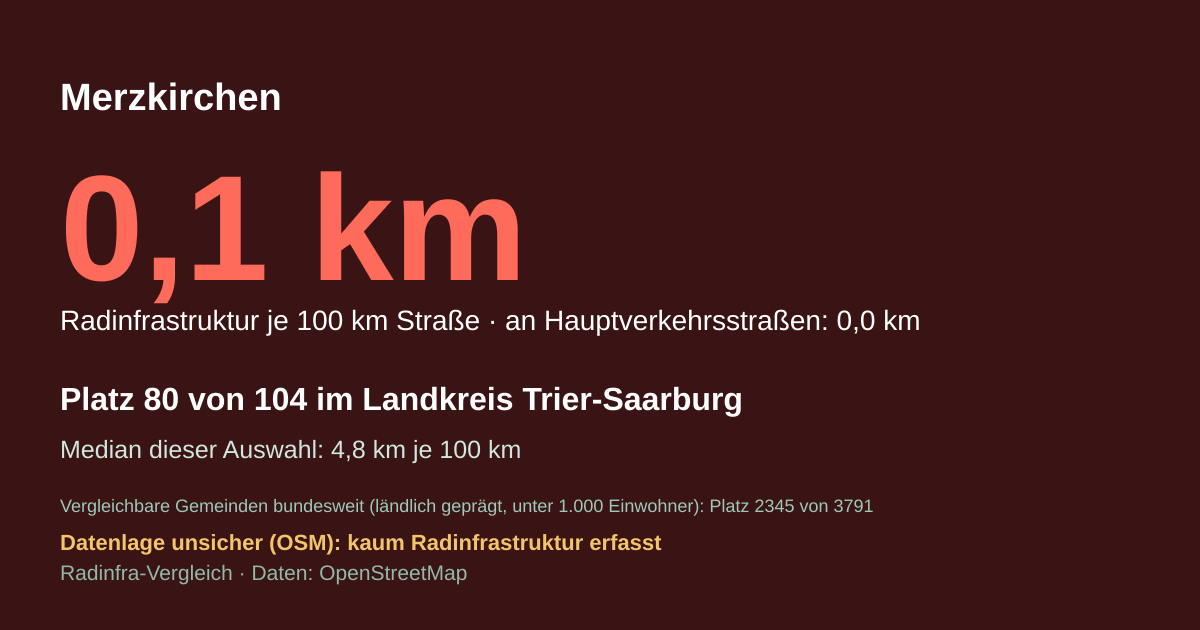 Merzkirchen
0,1 km
Radinfrastruktur je 100 km Straße · an Hauptverkehrsstraßen: 0,0 km
Platz 80 von 104 im Landkreis Trier-Saarburg
Median dieser Auswahl: 4,8 km je 100 km
Vergleichbare Gemeinden bundesweit (ländlich geprägt, unter 1.000 Einwohner): Platz 2345 von 3791
Datenlage unsicher (OSM): kaum Radinfrastruktur erfasst
Radinfra-Vergleich · Daten: OpenStreetMap